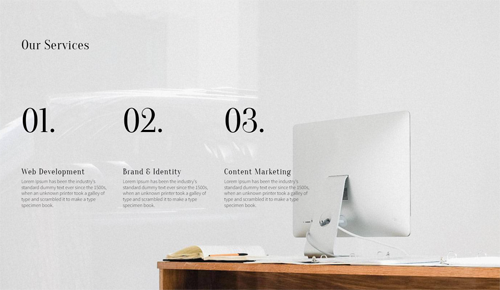 Our Services
01.
02.
03.
Web Development
Lorem Ipsum has been the industry's
standard dummy text ever since the 1500s,
when an unknown printer took a galley of
type and scrambled it to make a type
specimen book.
Brand & Identity
Lorem Ipsum has been the industry's
standard dummy text ever since the 1500s,
when an unknown printer took a galley of
type and scrambled it to make a type
specimen book.
Content Marketing
Lorem Ipsum has been the industry's
standard dummy text ever since the 1500s,
when an unknown printer took a galley of
type and scrambled it to make a type
specimen book.